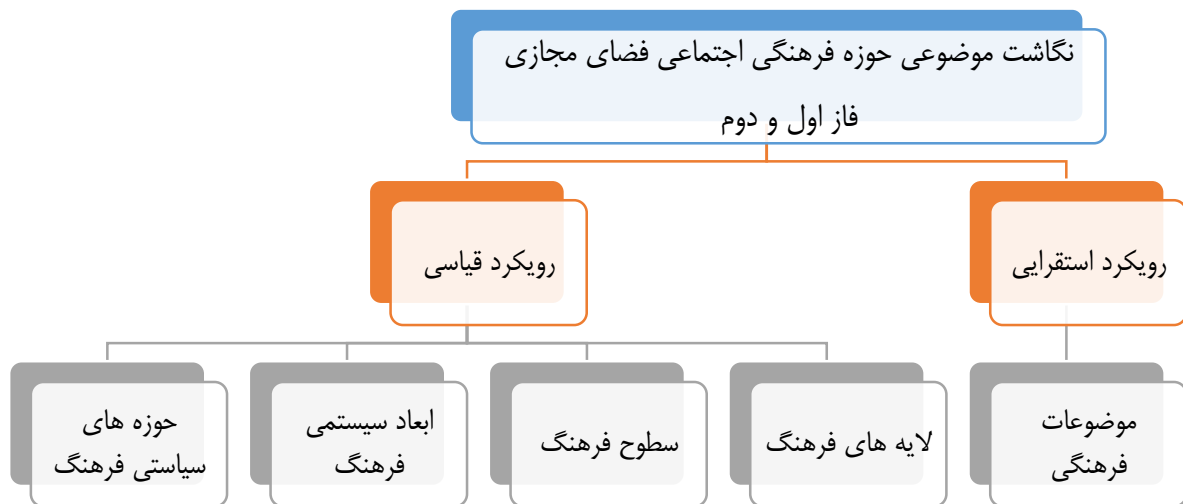 نگاشت موضوعی حوزه فرهنگی اجتماعی فضای مجازی
فاز اول و دوم
رویکرد استقرایی
رویکرد قیاسی
موضوعات
فرهنگی
لایه های فرهنگ
سطوح فرهنگ
ابعاد سیستمی
فرهنگ
حوزه های
سیاستی فرهنگ